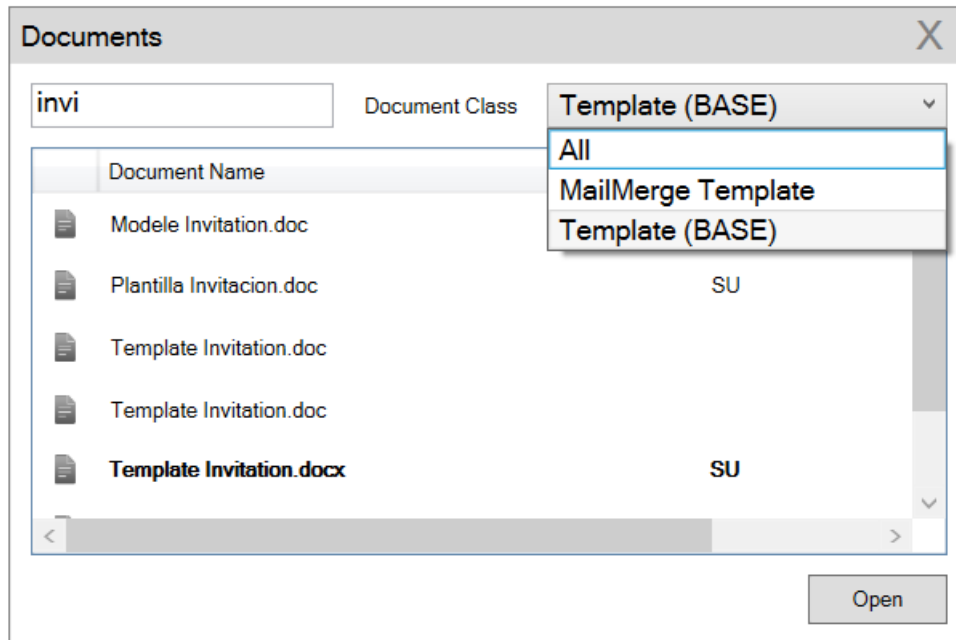 Documents X
invi Document Class Template (BASE)
All
Document Name
MailMerge Template
Modele Invitation.doc
Template (BASE)
Plantilla Invitacion.doc SU
Template Invitation.doc
Template Invitation.doc
Template Invitation.docx SU
Open